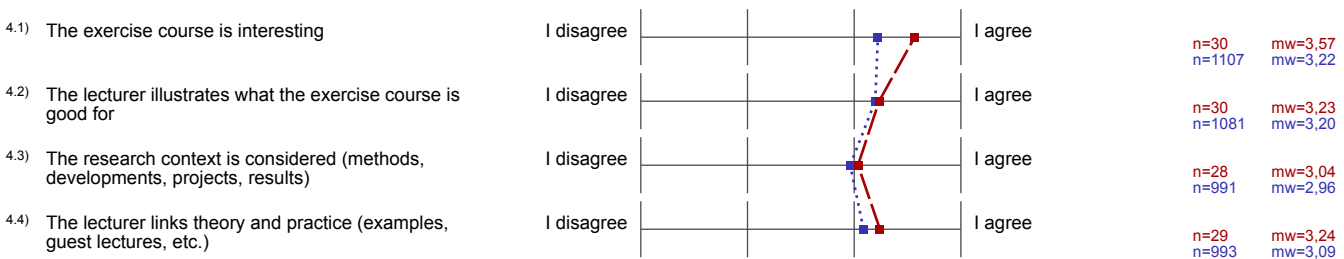 4.1) The exercise course is interesting I disagree I agree
n=30 mw=3,57
n=1107 mw=3,22
4.2) The lecturer illustrates what the exercise course is
good for I disagree I agree
n=30 mw=3,23
n=1081 mw=3,20
4.3) The research context is considered (methods,
developments, projects, results) I disagree I agree
n=28 mw=3,04
n=991 mw=2,96
4.4) The lecturer links theory and practice (examples,
guest lectures, etc.) I disagree I agree
n=29 mw=3,24
n=993 mw=3,09